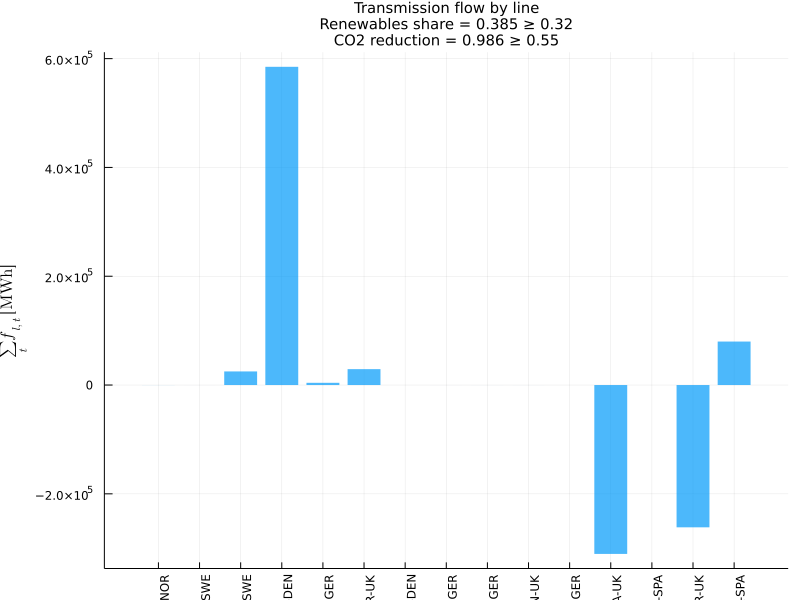 Transmission flow by line
Renewables share = 0.385 ≥ 0.32
CO2 reduction = 0.986 ≥ 0.55
6.0×10⁵
4.0×10⁵
2.0×10⁵
0
−2.0×10⁵
∑ₜ f_{l,t} [MWh]
NOR
SWE
SWE
DEN
GER
R-UK
DEN
GER
GER
N-UK
GER
A-UK
-SPA
R-UK
-SPA